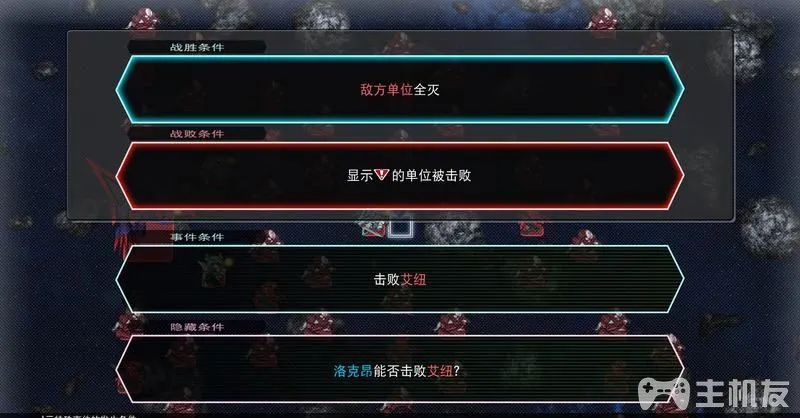 战胜条件
敌方单位全灭
战败条件
显示的单位被击败
事件条件
击败艾纽
隐藏条件
洛克昂能否击败艾纽?
主机友